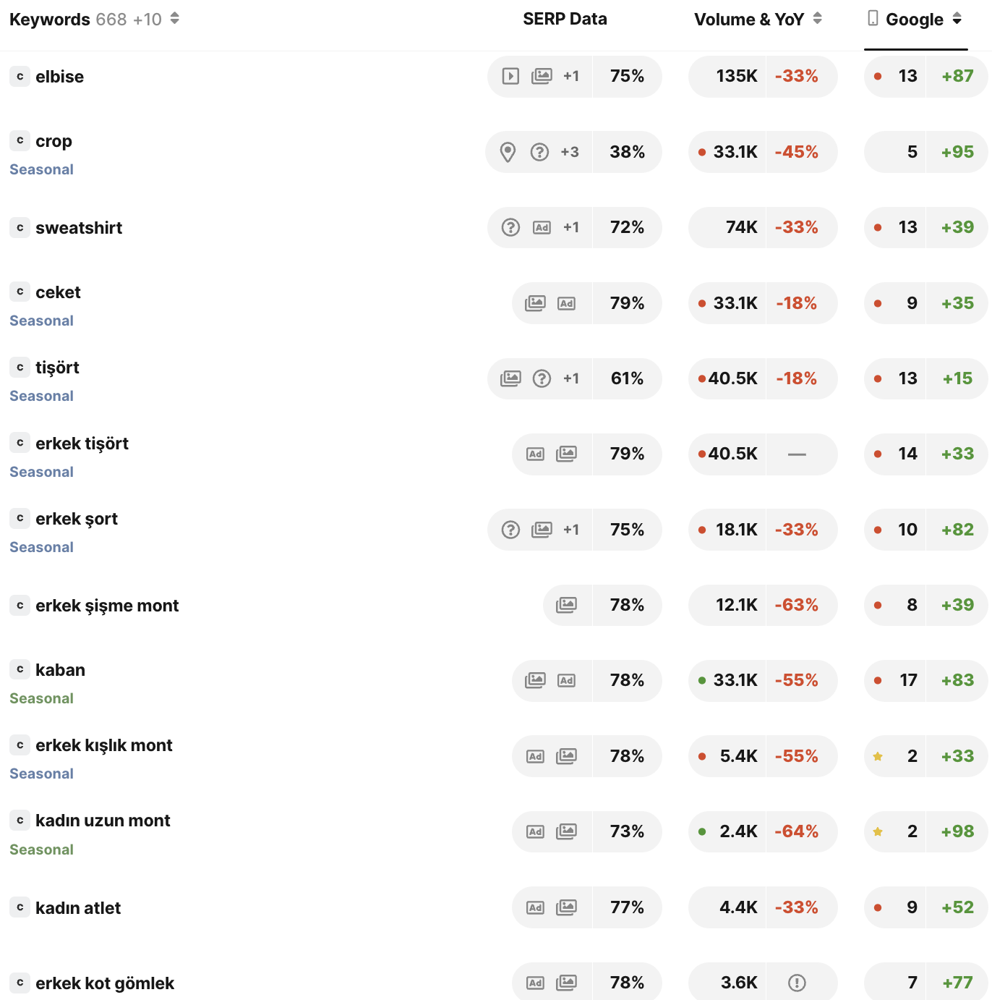 Keywords 668 +10 SERP Data Volume & YoY Google
c elbise +1 75% 135K -33% 13 +87
c crop +3 38% 33.1K -45% 5 +95
Seasonal
c sweatshirt Ad +1 72% 74K -33% 13 +39
c ceket Ad 79% 33.1K -18% 9 +35
Seasonal
c tişört +1 61% 40.5K -18% 13 +15
Seasonal
c erkek tişört Ad 79% 40.5K — 14 +33
Seasonal
c erkek şort +1 75% 18.1K -33% 10 +82
Seasonal
c erkek şişme mont 78% 12.1K -63% 8 +39
c kaban Ad 78% 33.1K -55% 17 +83
Seasonal
c erkek kışlık mont Ad 78% 5.4K -55% 2 +33
Seasonal
c kadın uzun mont Ad 73% 2.4K -64% 2 +98
Seasonal
c kadın atlet Ad 77% 4.4K -33% 9 +52
c erkek kot gömlek Ad 78% 3.6K 7 +77